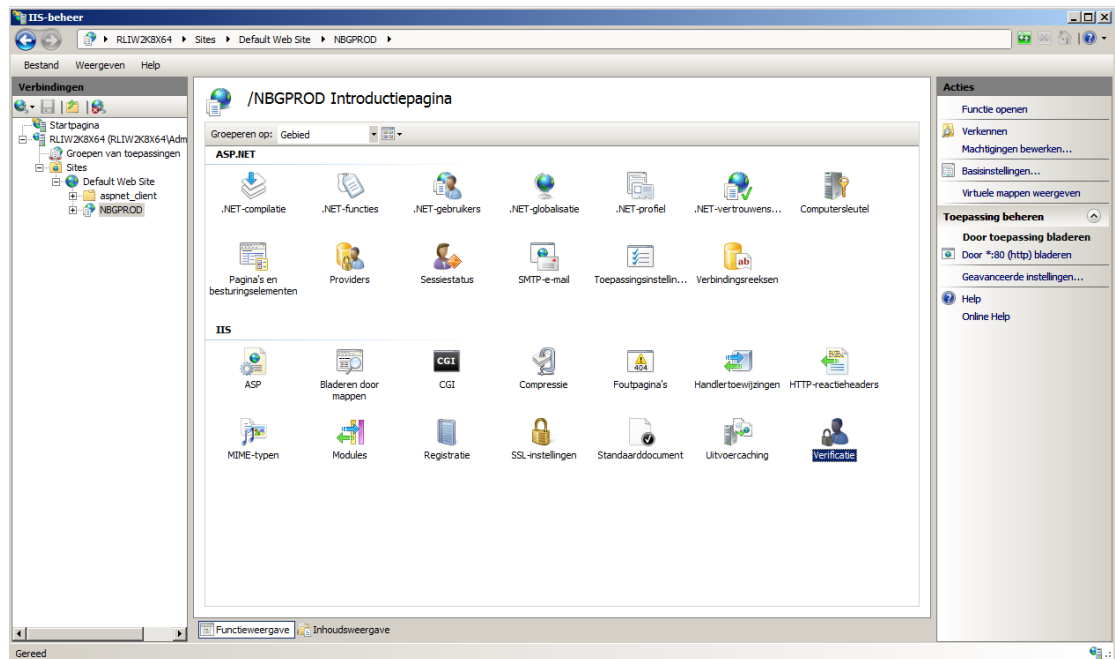 IIS-beheer
RLIW2K8X64 Sites Default Web Site NBGPROD
Bestand Weergeven Help
Verbindingen
Startpagina
RLIW2K8X64 (RLIW2K8X64\Adm
Groepen van toepassingen
Sites
Default Web Site
aspnet_client
NBGPROD
/NBGPROD Introductiepagina
Groeperen op: Gebied
ASP.NET
.NET-compilatie .NET-functies .NET-gebruikers .NET-globalisatie .NET-profiel .NET-vertrouwens... Computersleutel
Pagina's en
besturingselementen
Providers Sessiestatus SMTP-e-mail Toepassingsinstellin... Verbindingsreeksen
ab
IIS
CGI
404
ASP
Bladeren door
mappen
CGI Compressie Foutpagina's Handlertoewijzingen HTTP-reactieheaders
MIME-typen Modules Registratie SSL-instellingen Standaarddocument Uitvoercaching Verificatie
Functieweergave Inhoudsweergave
Acties
Functie openen
Verkennen
Machtigingen bewerken...
Basisinstellingen...
Virtuele mappen weergeven
Toepassing beheren
Door toepassing bladeren
Door *:80 (http) bladeren
Geavanceerde instellingen...
Help
Online Help
Gereed